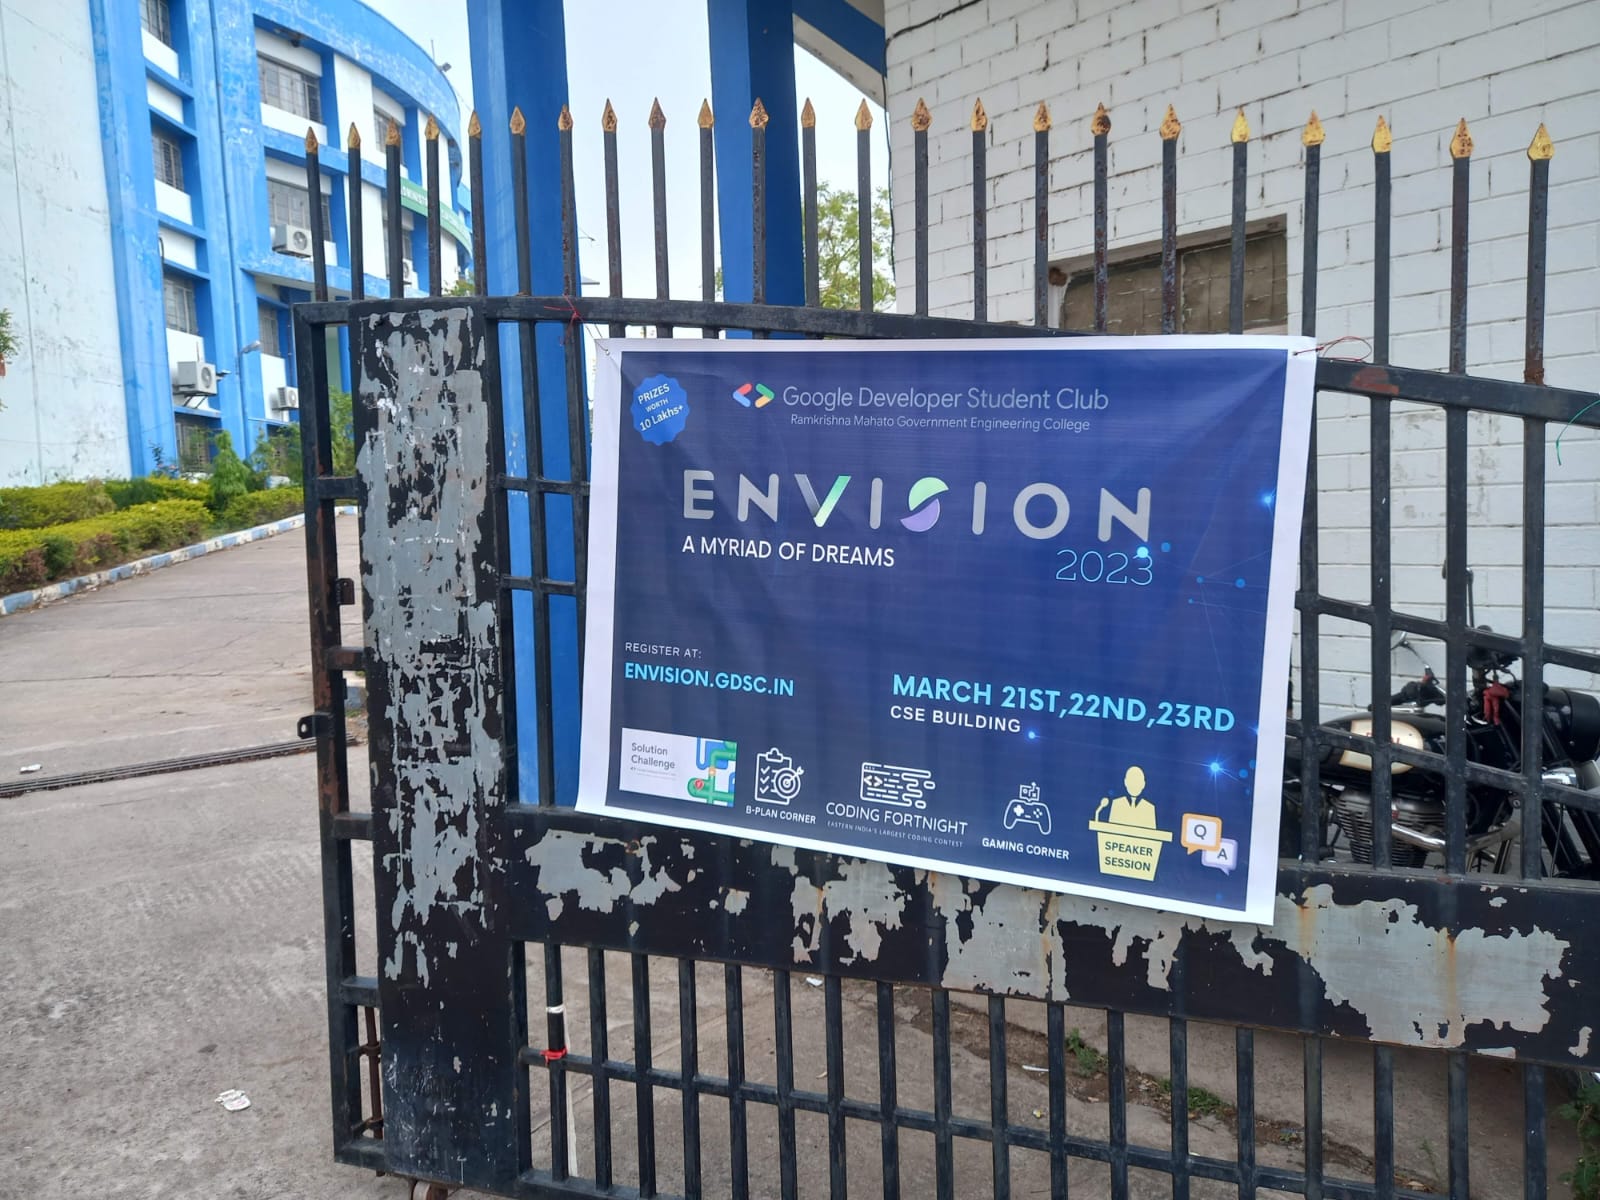 PRIZES
WORTH
10 Lakhs+
Google Developer Student Club
Ramkrishna Mahato Government Engineering College
ENVISION
A MYRIAD OF DREAMS
2023
REGISTER AT:
ENVISION.GDSC.IN
MARCH 21ST,22ND,23RD
CSE BUILDING
Solution
Challenge
B-PLAN CORNER
CODING FORTNIGHT
EASTERN INDIA'S LARGEST CODING CONTEST
GAMING CORNER
SPEAKER
SESSION
Q
A